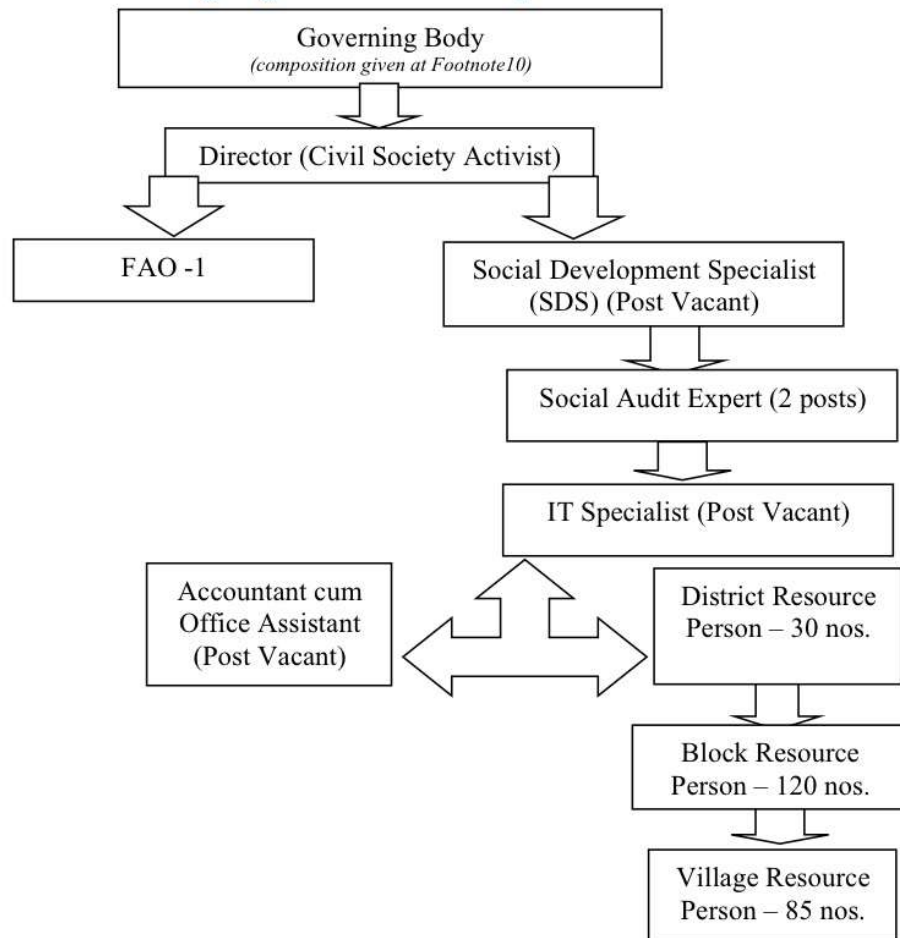 Governing Body
(composition given at Footnote10)
Director (Civil Society Activist)
FAO -1
Social Development Specialist
(SDS) (Post Vacant)
Social Audit Expert (2 posts)
IT Specialist (Post Vacant)
Accountant cum
Office Assistant
(Post Vacant)
District Resource
Person – 30 nos.
Block Resource
Person – 120 nos.
Village Resource
Person – 85 nos.